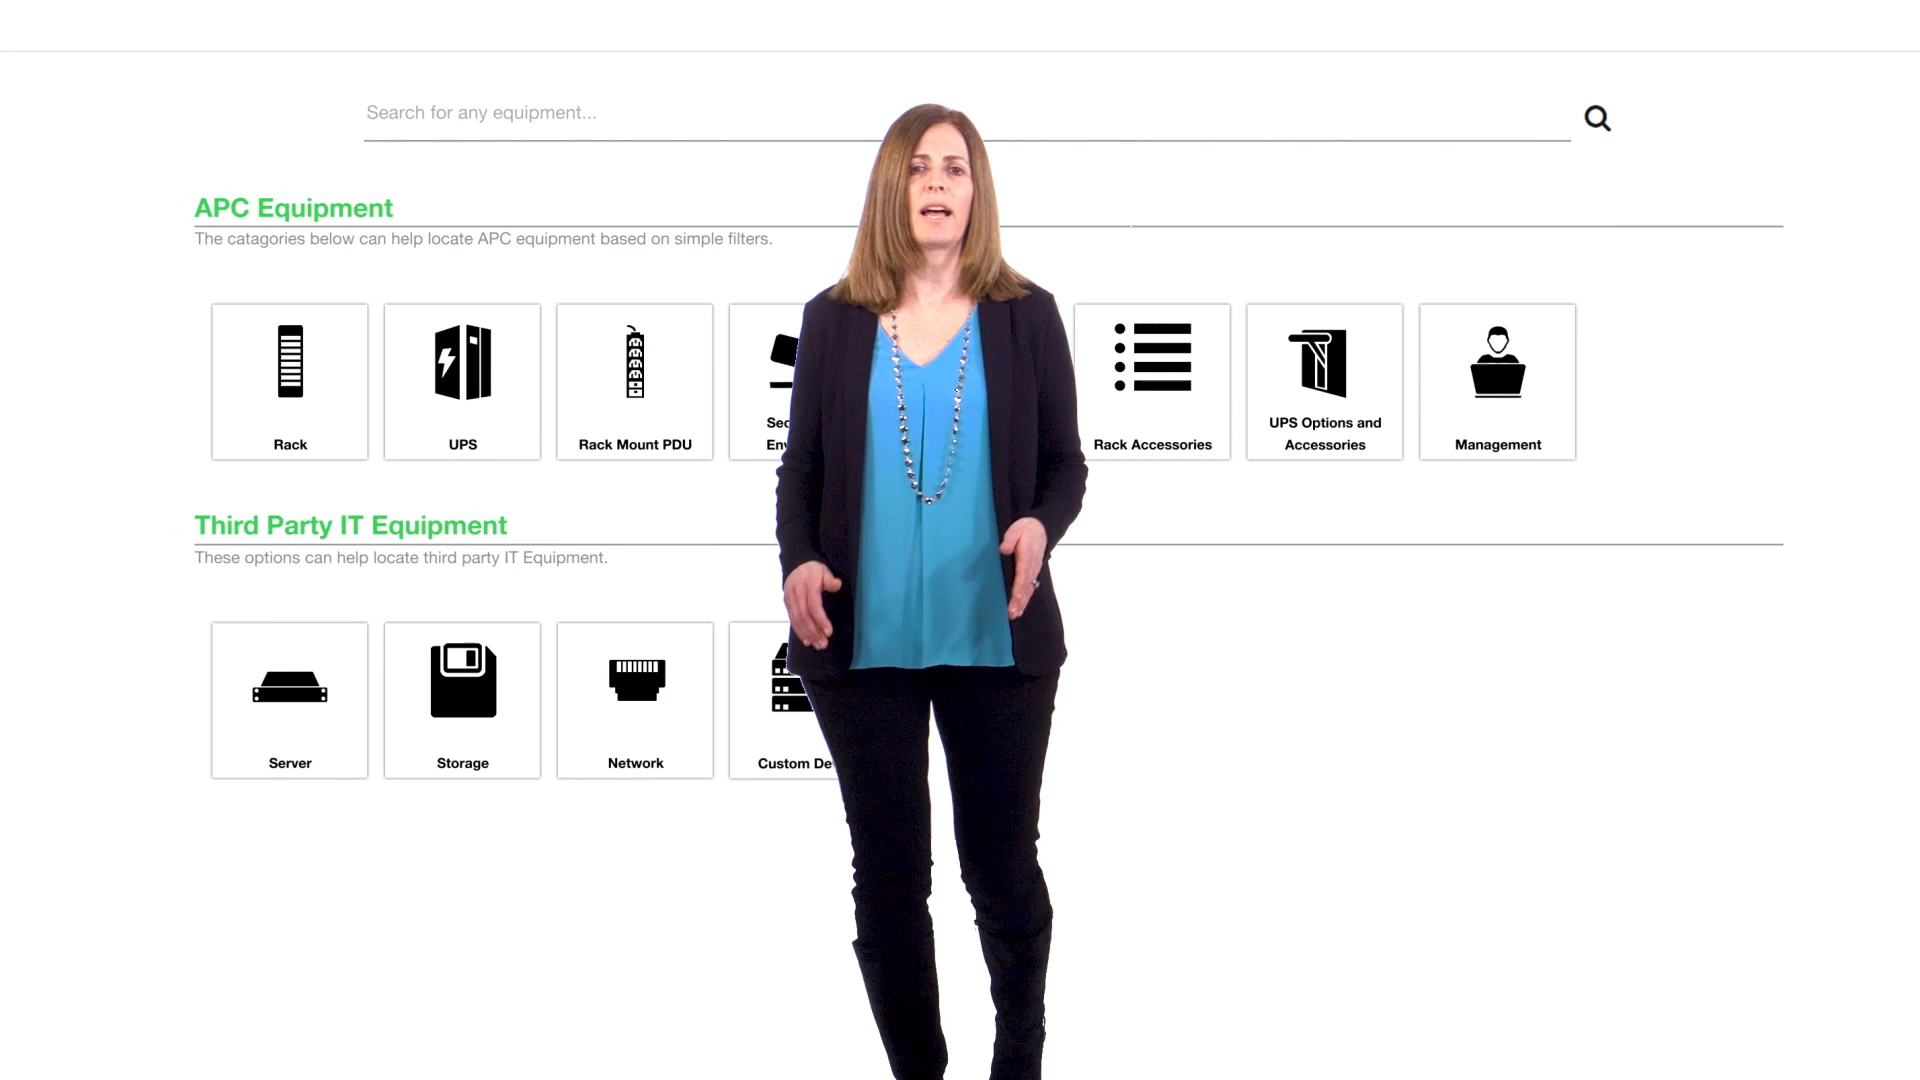 Search for any equipment...
APC Equipment
The catagories below can help locate APC equipment based on simple filters.
Rack
UPS
Rack Mount PDU
Rack Accessories
UPS Options and
Accessories
Management
Third Party IT Equipment
These options can help locate third party IT Equipment.
Server
Storage
Network
Custom